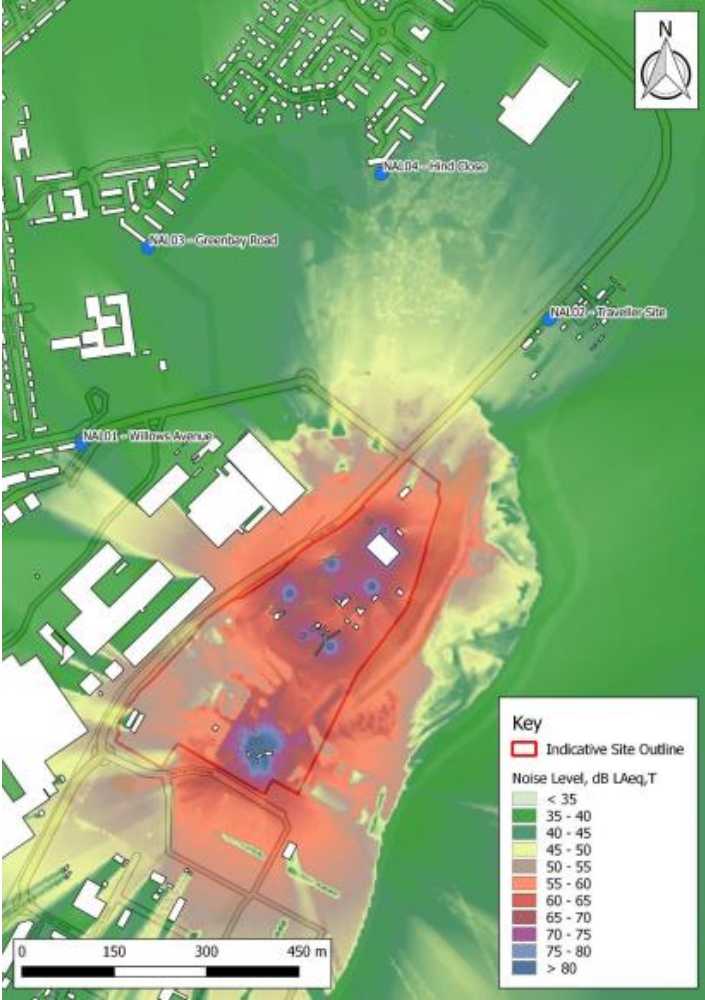 N
NAL04 - Hind Close
NAL03 - Greenbay Road
NAL02 - Traveller Site
NAL01 - Willows Avenue
Key
Indicative Site Outline
Noise Level, dB LAeq,T
< 35
35 - 40
40 - 45
45 - 50
50 - 55
55 - 60
60 - 65
65 - 70
70 - 75
75 - 80
> 80
0 150 300 450 m